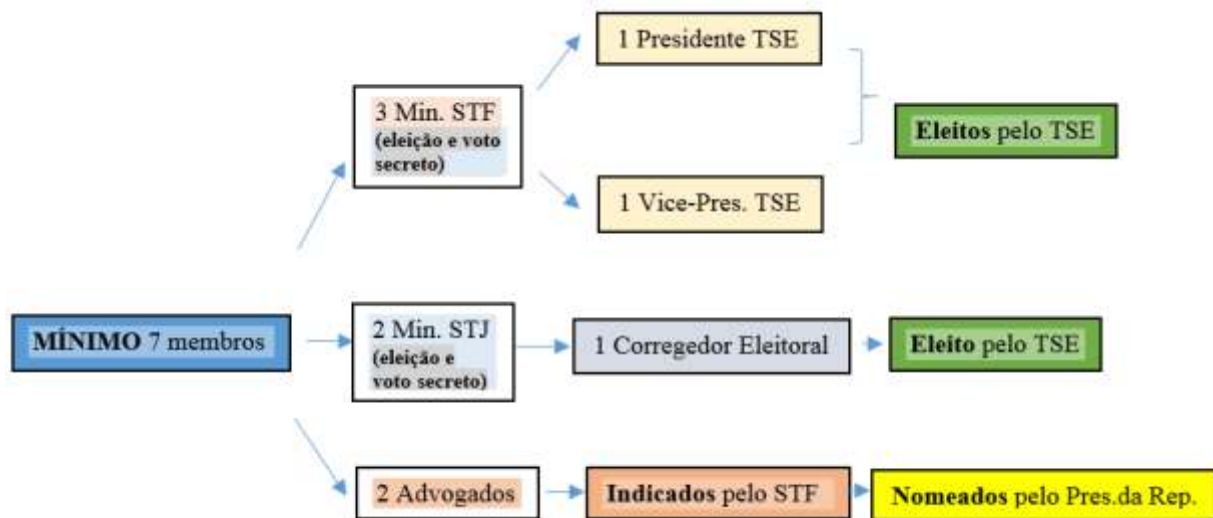 1 Presidente TSE
3 Min. STF
(eleição e voto
secreto)
Eleitos pelo TSE
1 Vice-Pres. TSE
MÍNIMO 7 membros
2 Min. STJ
(eleição e
voto secreto)
1 Corregedor Eleitoral
Eleito pelo TSE
2 Advogados
Indicados pelo STF
Nomeados pelo Pres.da Rep.